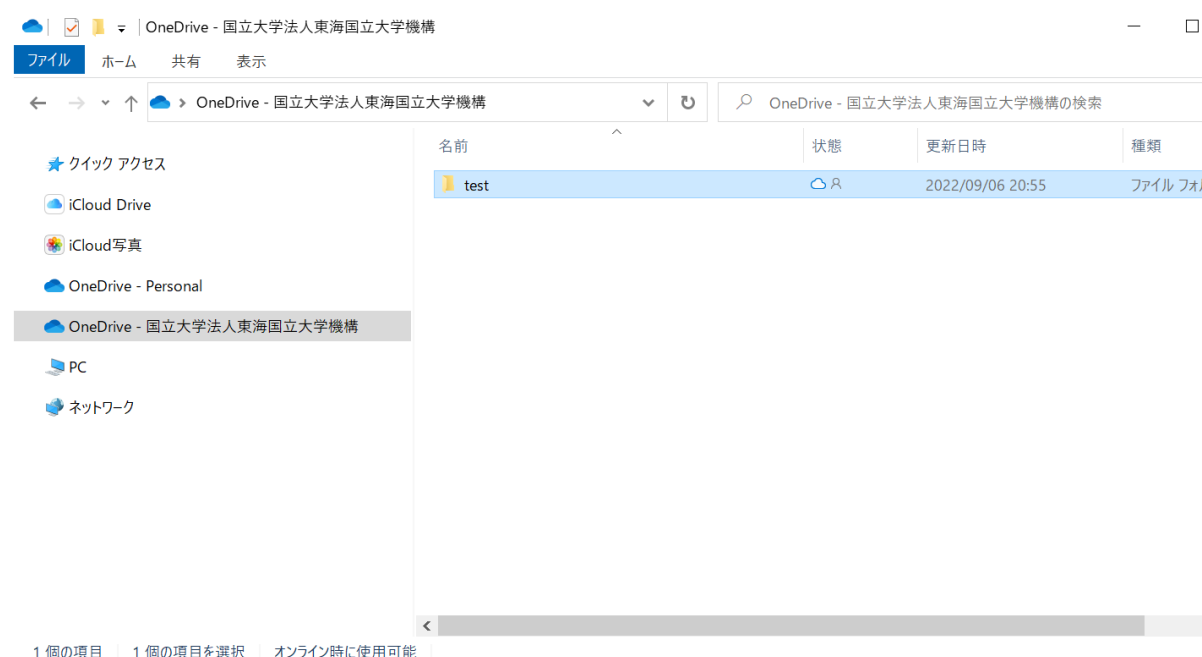 OneDrive - 国立大学法人東海国立大学機構
ファイル ホーム 共有 表示
OneDrive - 国立大学法人東海国立大学機構 OneDrive - 国立大学法人東海国立大学機構の検索
名前 状態 更新日時 種類
test 2022/09/06 20:55 ファイル フォ
クイック アクセス
iCloud Drive
iCloud写真
OneDrive - Personal
OneDrive - 国立大学法人東海国立大学機構
PC
ネットワーク
1 個の項目 1 個の項目を選択 オンライン時に使用可能